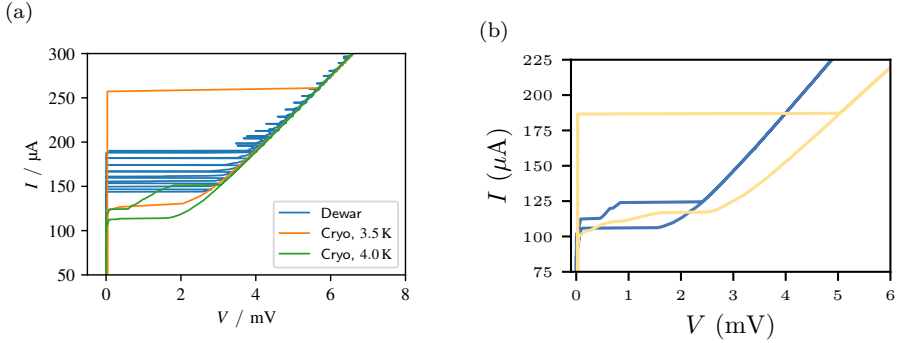 (a)
300
250
200
150
100
50
I / µA
0
2
4
6
8
V / mV
Dewar
Cryo, 3.5 K
Cryo, 4.0 K
(b)
225
200
175
150
125
100
75
I (µA)
0
1
2
3
4
5
6
V (mV)